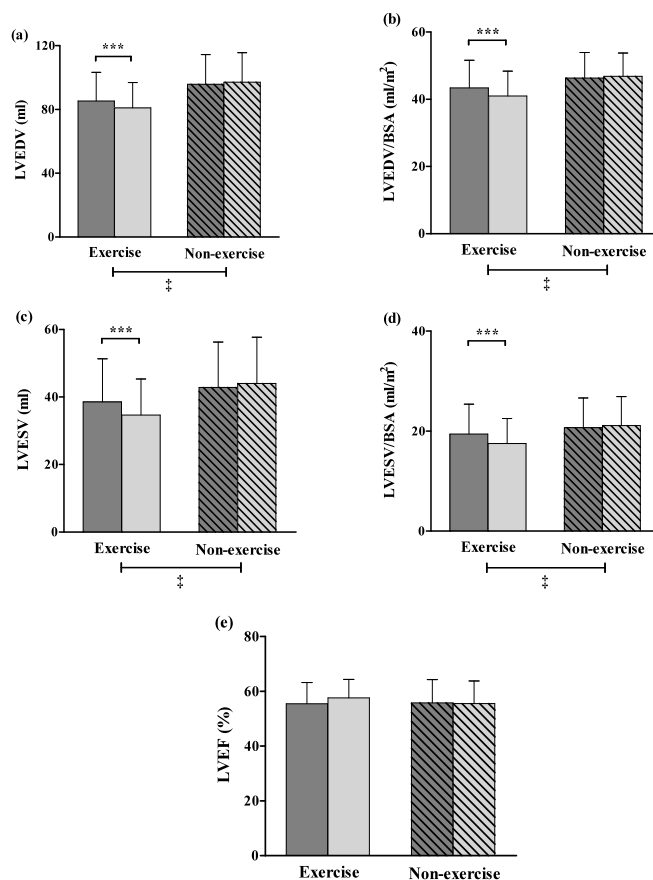 (a)
***
LVEDV (ml)
120
80
40
0
Exercise
Non-exercise
‡
(b)
***
LVEDV/BSA (ml/m²)
60
40
20
0
Exercise
Non-exercise
‡
(c)
***
LVESV (ml)
60
40
20
0
Exercise
Non-exercise
‡
(d)
***
LVESV/BSA (ml/m²)
40
20
0
Exercise
Non-exercise
‡
(e)
LVEF (%)
80
60
40
20
0
Exercise
Non-exercise